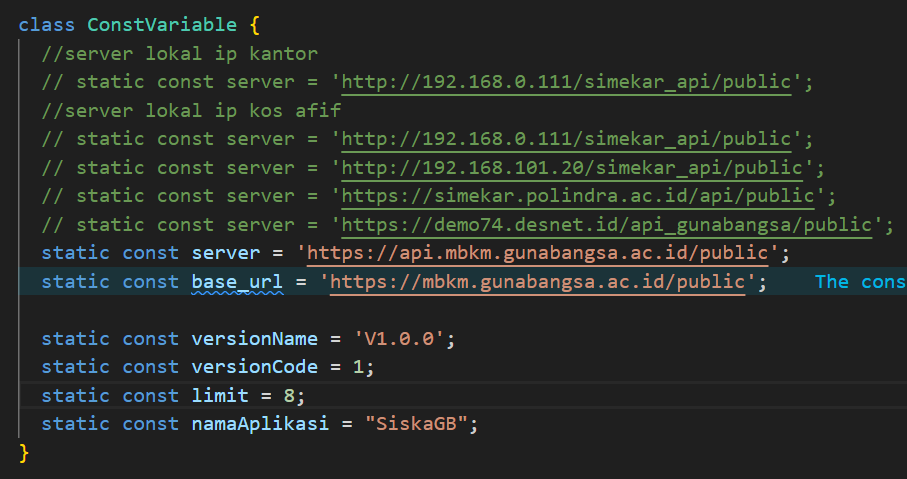 class ConstVariable {
//server lokal ip kantor
// static const server = 'http://192.168.0.111/simekar_api/public';
//server lokal ip kos afif
// static const server = 'http://192.168.0.111/simekar_api/public';
// static const server = 'http://192.168.101.20/simekar_api/public';
// static const server = 'https://simekar.polindra.ac.id/api/public';
// static const server = 'https://demo74.desnet.id/api_gunabangsa/public';
static const server = 'https://api.mbkm.gunabangsa.ac.id/public';
static const base_url = 'https://mbkm.gunabangsa.ac.id/public'; The cons
static const versionName = 'V1.0.0';
static const versionCode = 1;
static const limit = 8;
static const namaAplikasi = "SiskaGB";
}